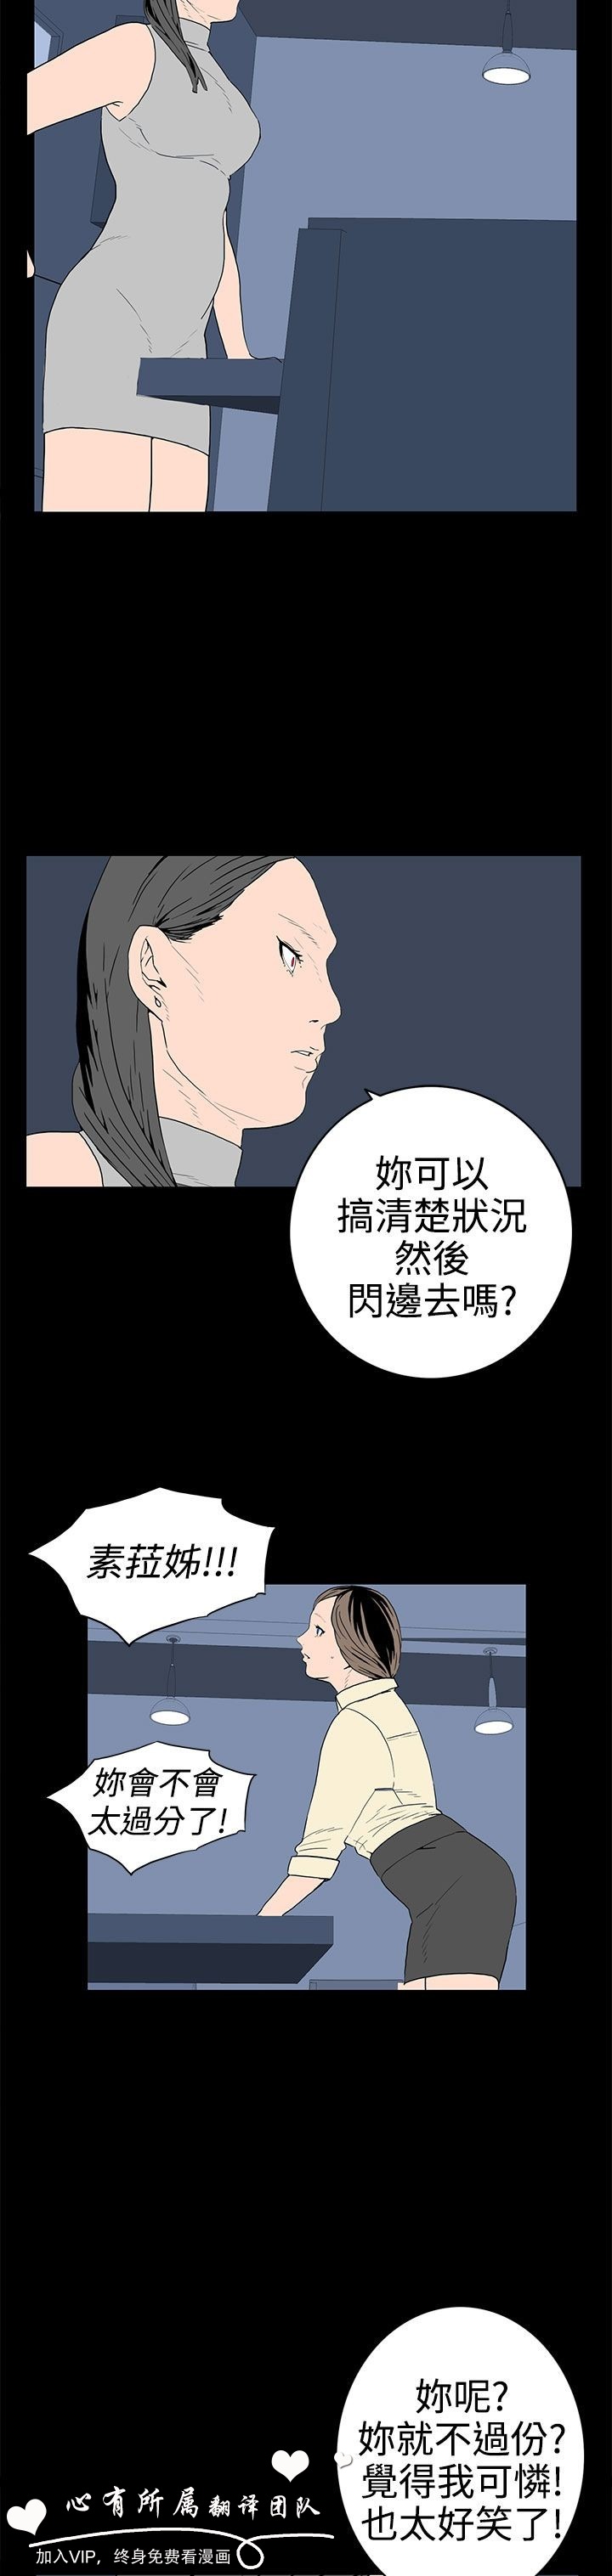 妳可以
搞清楚狀況
然後
閃邊去嗎?
素菈姊!!!
妳會不會
太過分了!
妳呢?
妳就不過份?
覺得我可憐!
也太好笑了!
心有所属翻译团队
加入VIP，终身免费看漫画